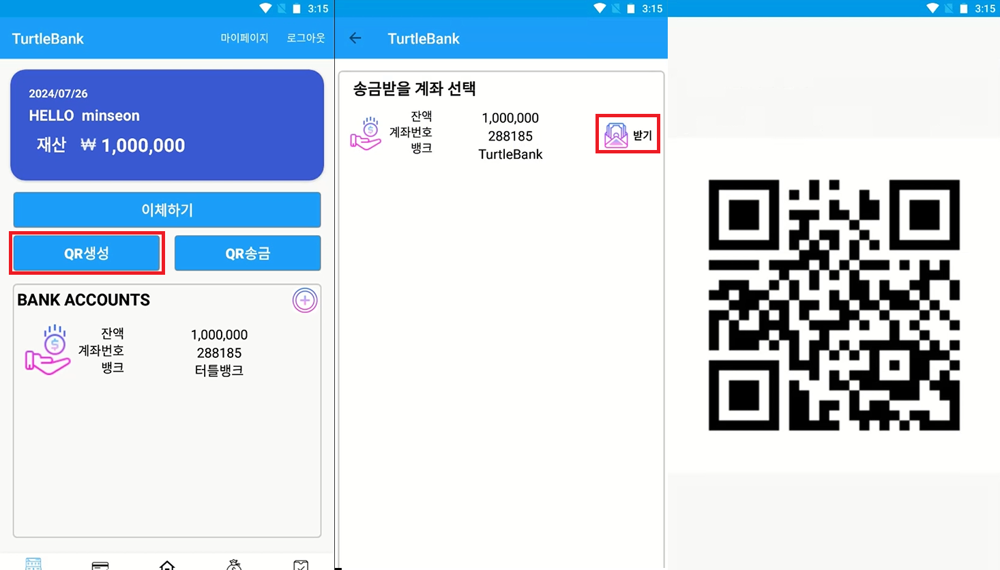 3:15
TurtleBank 마이페이지 로그아웃
2024/07/26
HELLO minseon
재산 ₩ 1,000,000
이체하기
QR생성 QR송금
BANK ACCOUNTS
잔액 1,000,000
계좌번호 288185
뱅크 터틀뱅크
3:15
TurtleBank
송금받을 계좌 선택
잔액 1,000,000
계좌번호 288185
뱅크 TurtleBank
받기
3:15